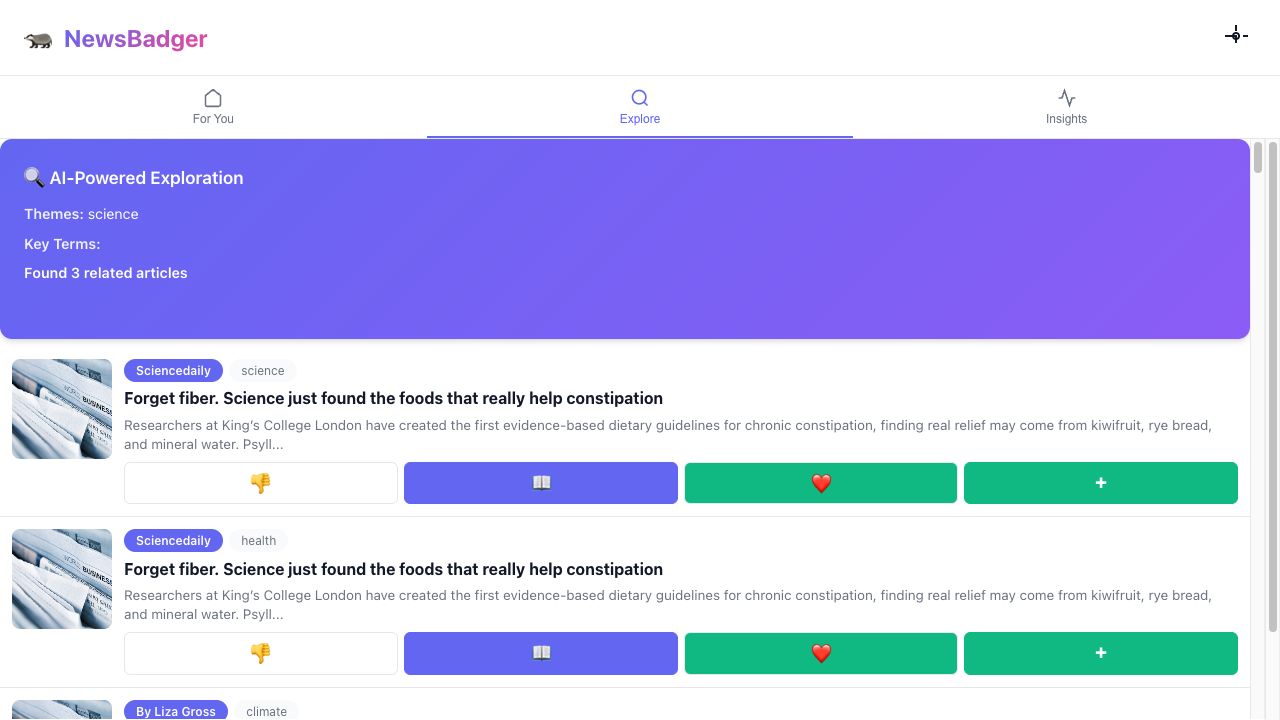 NewsBadger
For You
Explore
Insights
🔍 AI-Powered Exploration
Themes: science
Key Terms:
Found 3 related articles
Sciencedaily science
Forget fiber. Science just found the foods that really help constipation
Researchers at King's College London have created the first evidence-based dietary guidelines for chronic constipation, finding real relief may come from kiwifruit, rye bread,
and mineral water. Psyll...
+
Sciencedaily health
Forget fiber. Science just found the foods that really help constipation
Researchers at King's College London have created the first evidence-based dietary guidelines for chronic constipation, finding real relief may come from kiwifruit, rye bread,
and mineral water. Psyll...
+
By Liza Gross climate